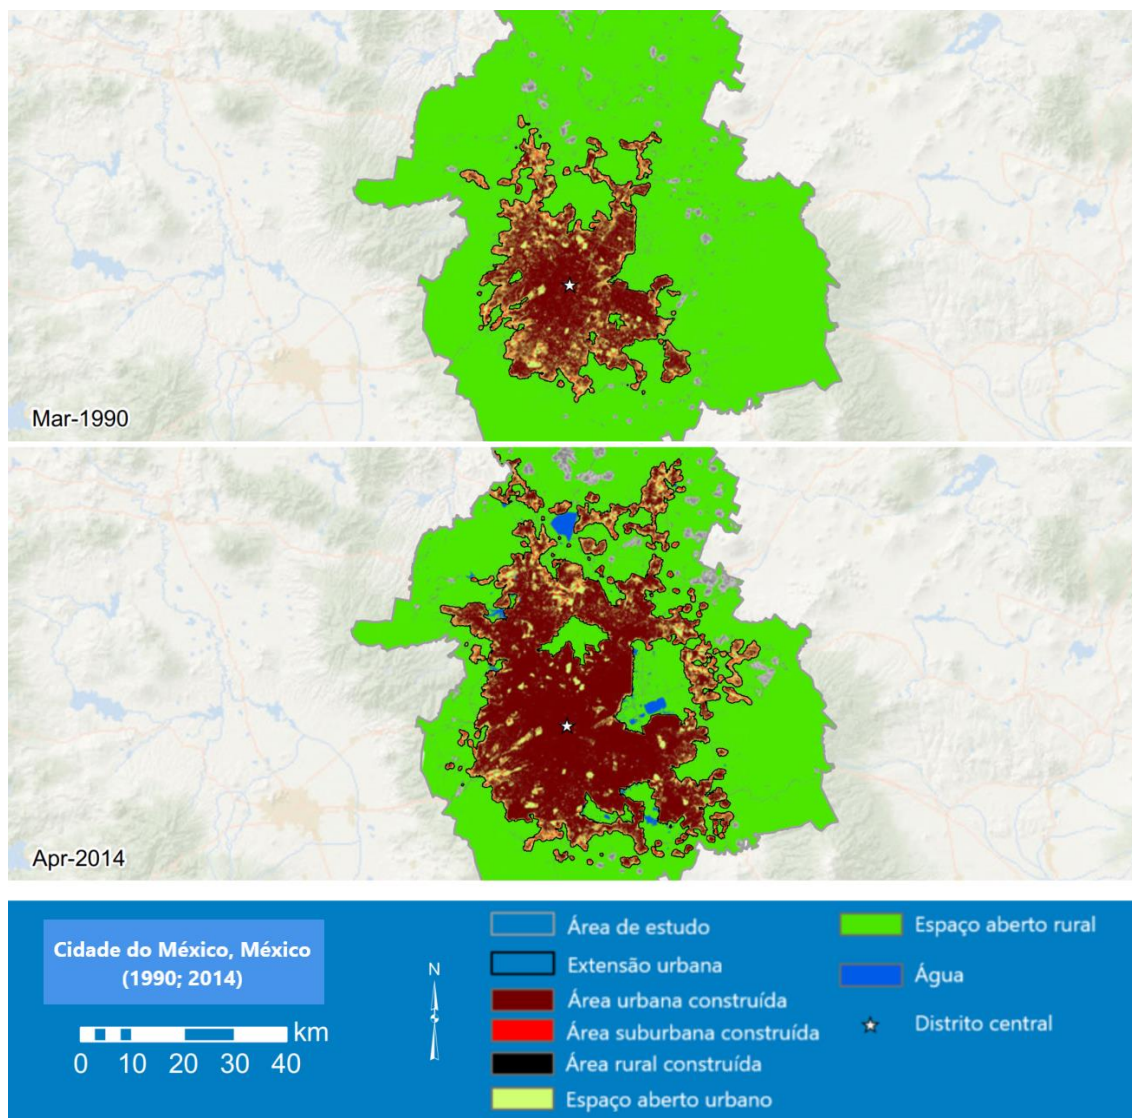 Mar-1990
Apr-2014
Cidade do México, México
(1990; 2014)
km
0 10 20 30 40
N
Área de estudo
Extensão urbana
Área urbana construída
Área suburbana construída
Área rural construída
Espaço aberto urbano
Espaço aberto rural
Água
Distrito central